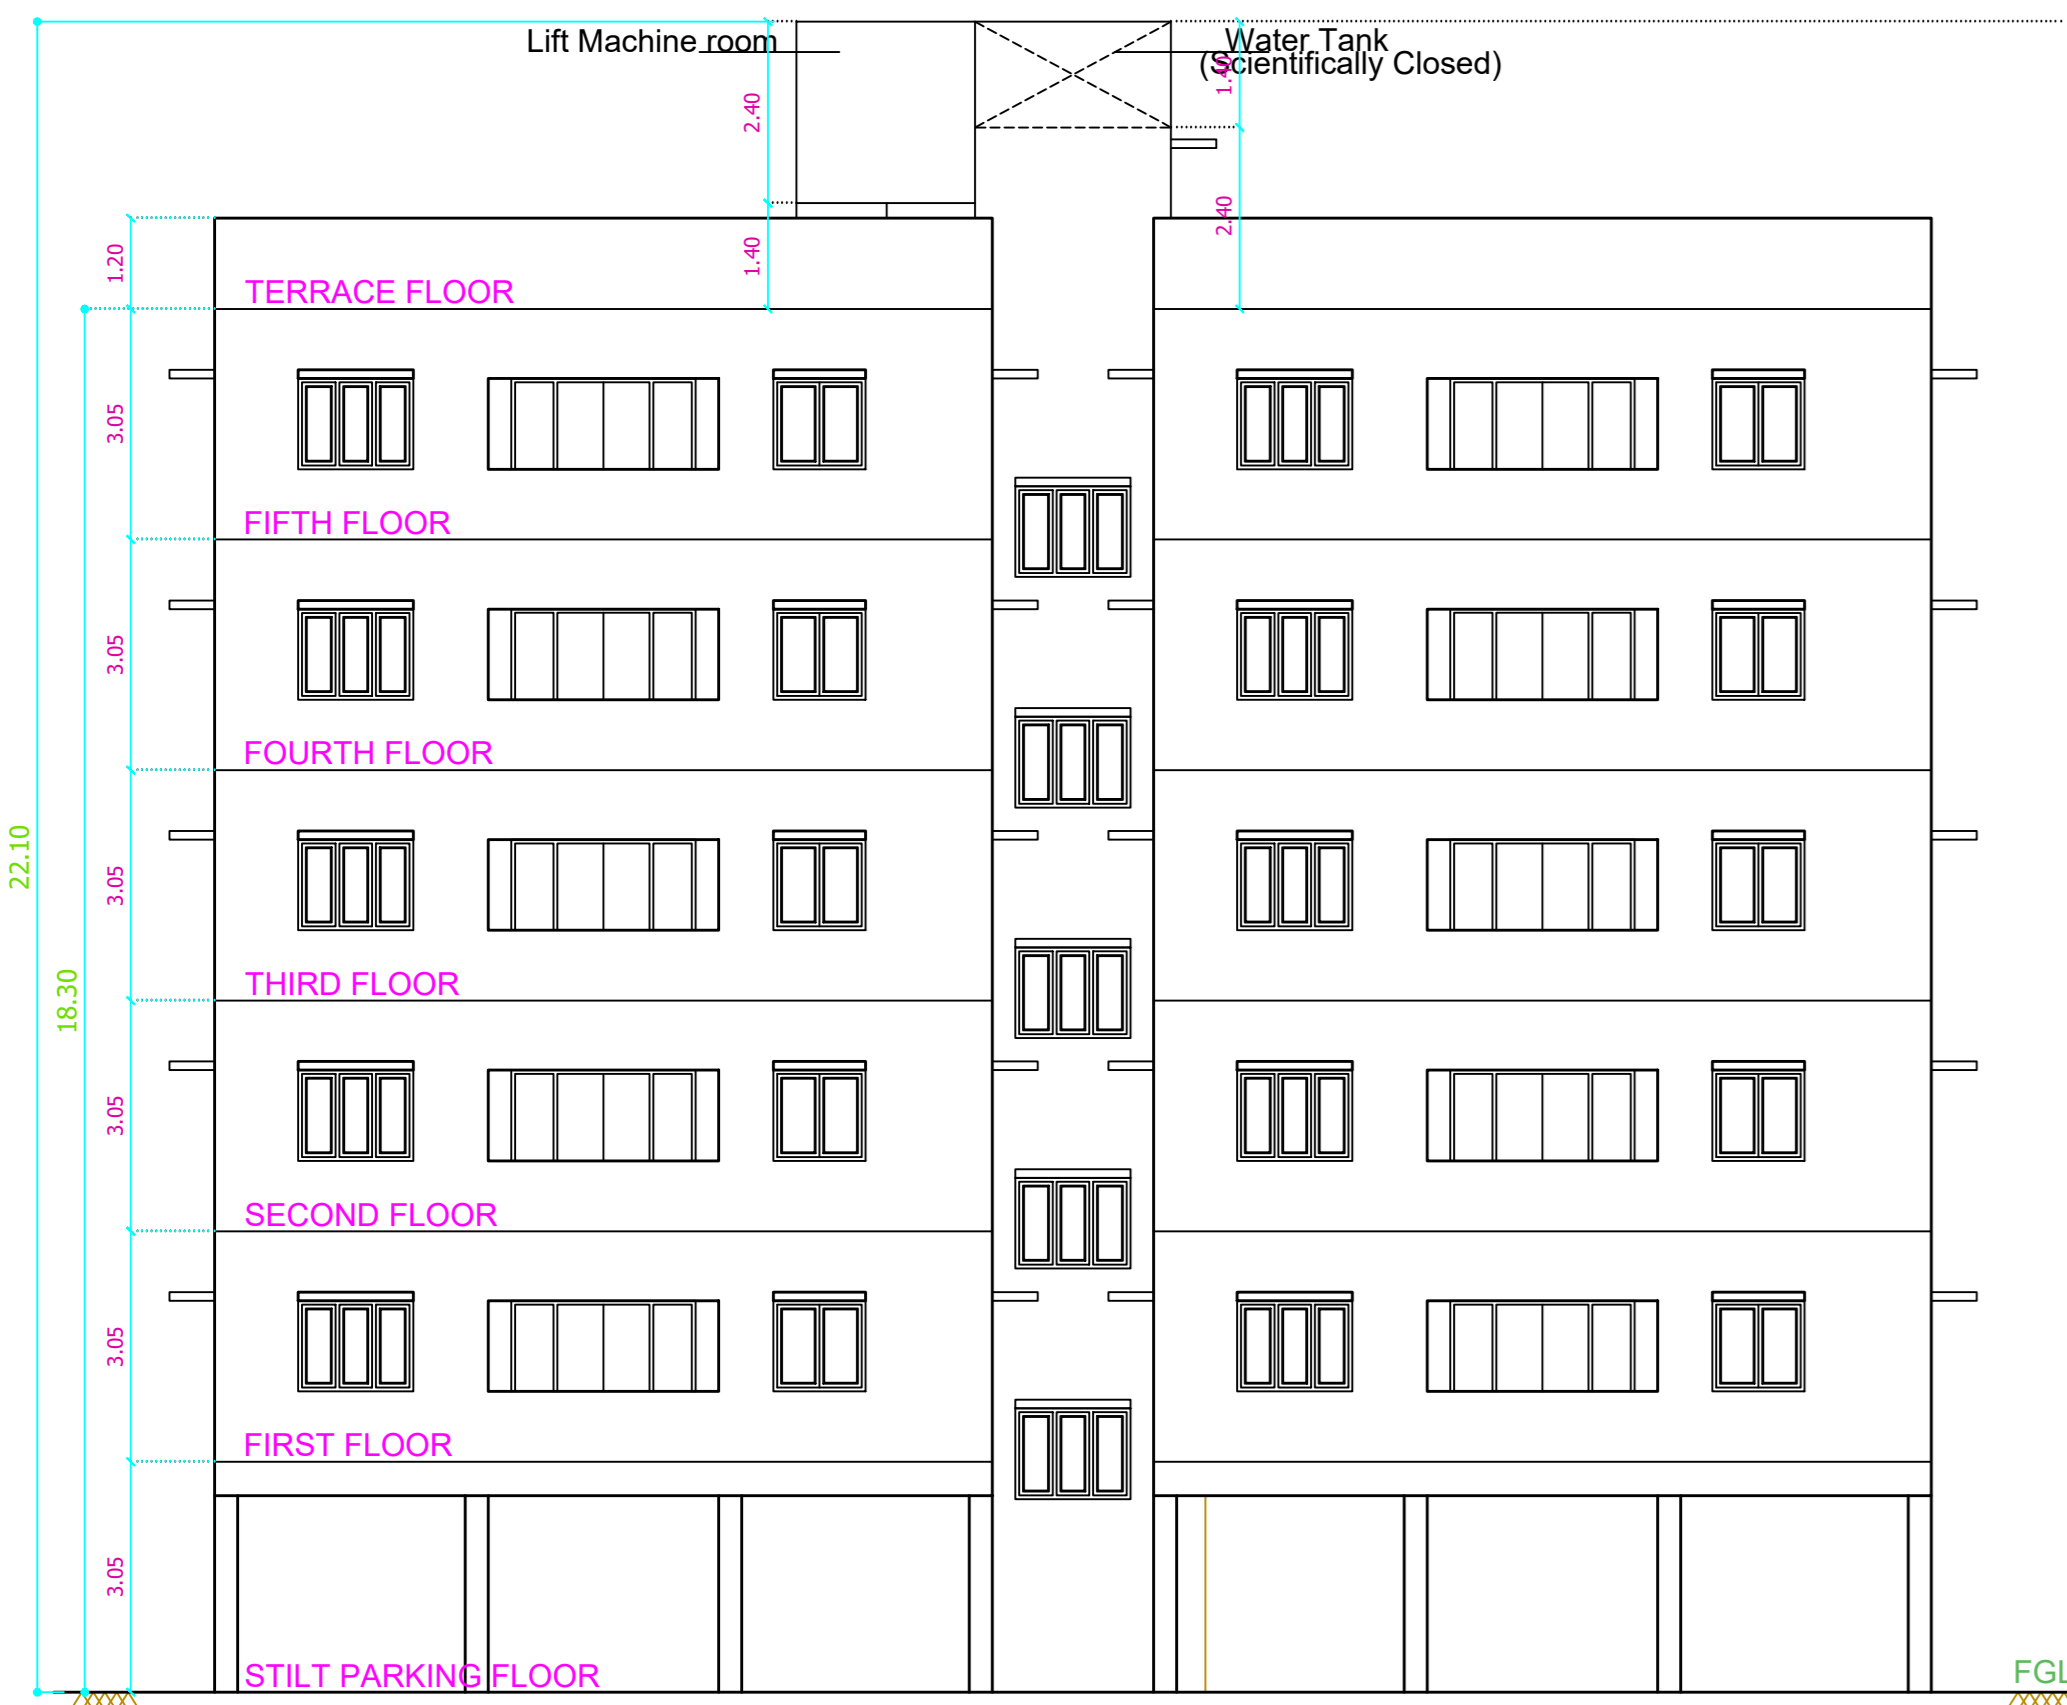 Lift Machine room
Water Tank
(Scientifically Closed)
1.40
2.40
2.40
1.20
1.40
TERRACE FLOOR
3.05
FIFTH FLOOR
3.05
FOURTH FLOOR
22.10
3.05
18.30
THIRD FLOOR
3.05
SECOND FLOOR
3.05
FIRST FLOOR
3.05
STILT PARKING FLOOR
FGL